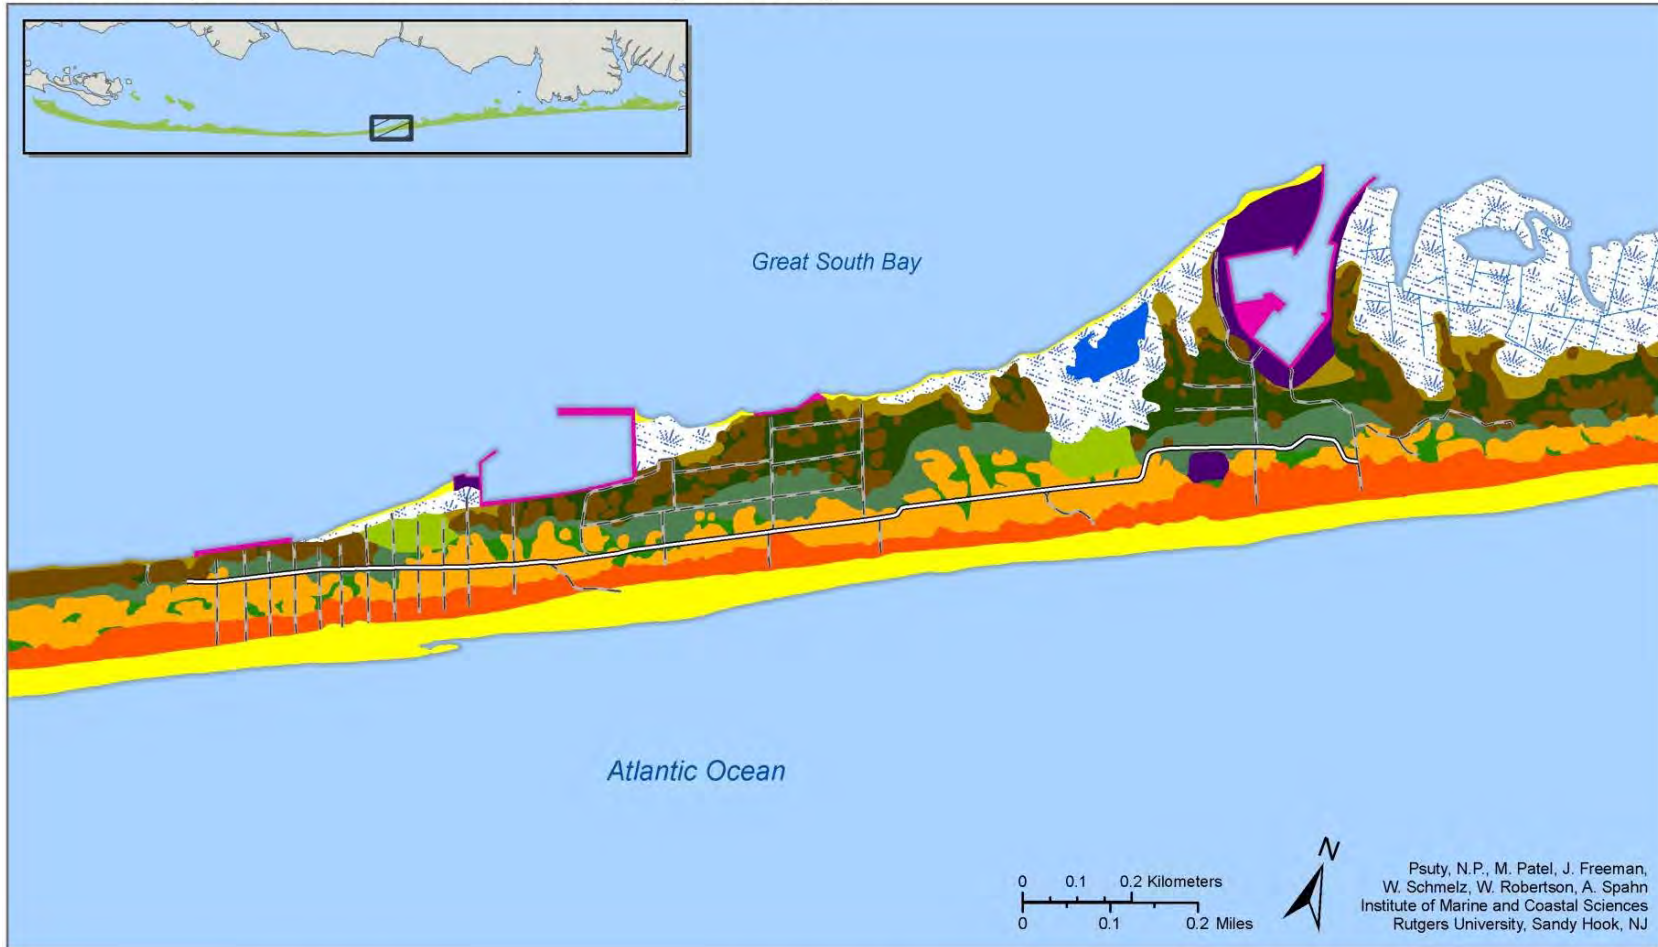 Great South Bay
Atlantic Ocean
0 0.1 0.2 Kilometers
0 0.1 0.2 Miles
N
Psuty, N.P., M. Patel, J. Freeman,
W. Schmelz, W. Robertson, A. Spahn
Institute of Marine and Coastal Sciences
Rutgers University, Sandy Hook, NJ